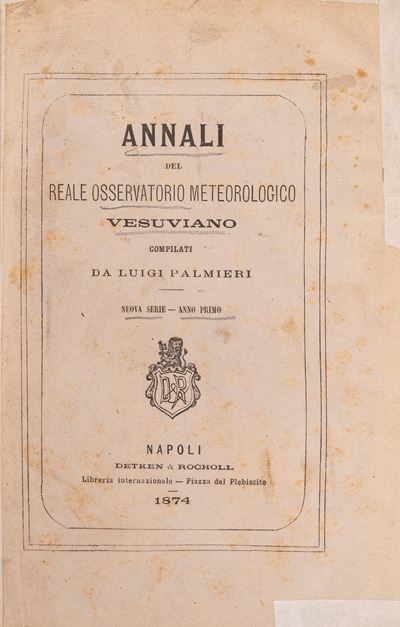 ANNALI
DEL
REALE OSSERVATORIO METEOROLOGICO
VESUVIANO
COMPILATI
DA LUIGI PALMIERI
NUOVA SERIE — ANNO PRIMO
D&R
NAPOLI
DETKEN & ROCHOLL
Libreria internazionale — Piazza del Plebiscito
1874